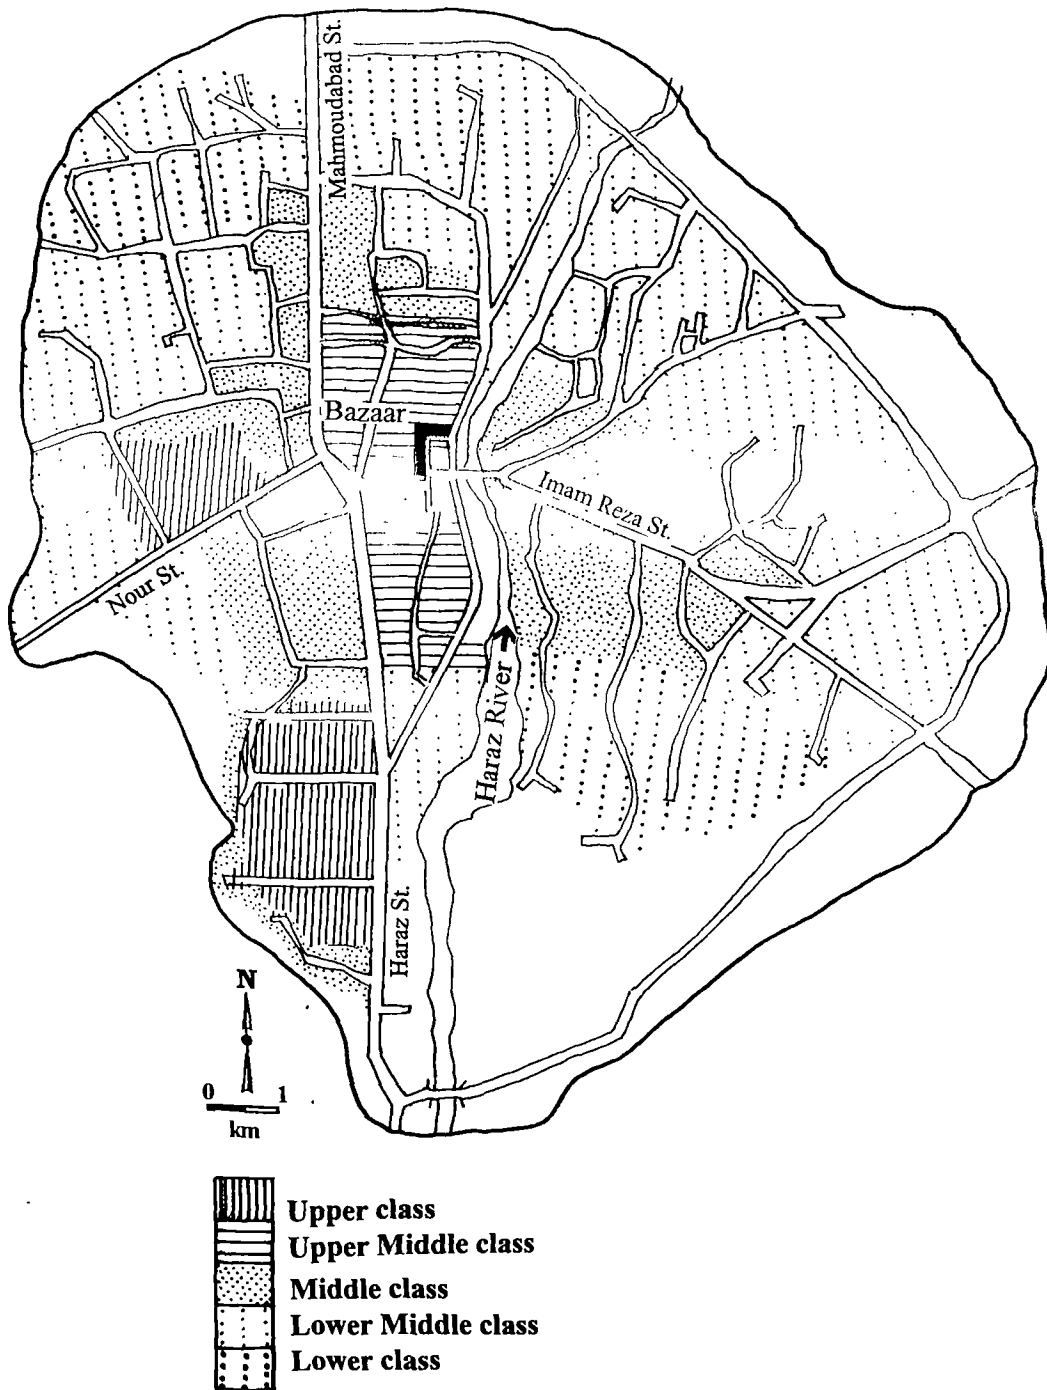 Mahmoudabad St.
Bazaar
Imam Reza St.
Nour St.
Haraz River
Haraz St.
N
0 1
km
Upper class
Upper Middle class
Middle class
Lower Middle class
Lower class